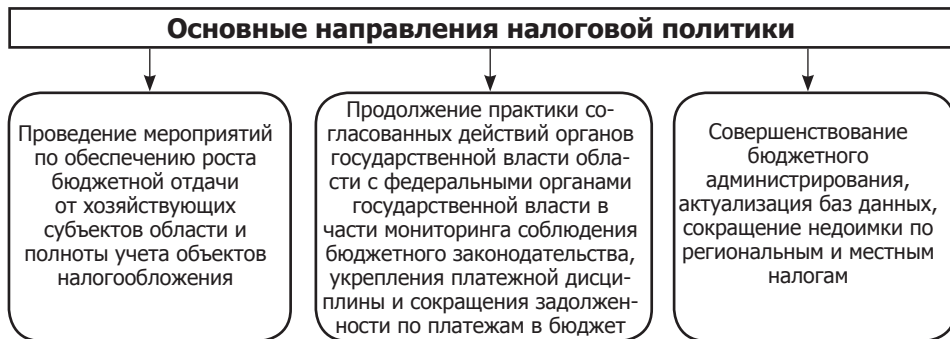 Основные направления налоговой политики
Проведение мероприятий
по обеспечению роста
бюджетной отдачи
от хозяйствующих
субъектов области и
полноты учета объектов
налогообложения
Продолжение практики со-
гласованных действий органов
государственной власти обла-
сти с федеральными органами
государственной власти в
части мониторинга соблюдения
бюджетного законодательства,
укрепления платежной дисци-
плины и сокращения задолжен-
ности по платежам в бюджет
Совершенствование
бюджетного
администрирования,
актуализация баз данных,
сокращение недоимки по
региональным и местным
налогам